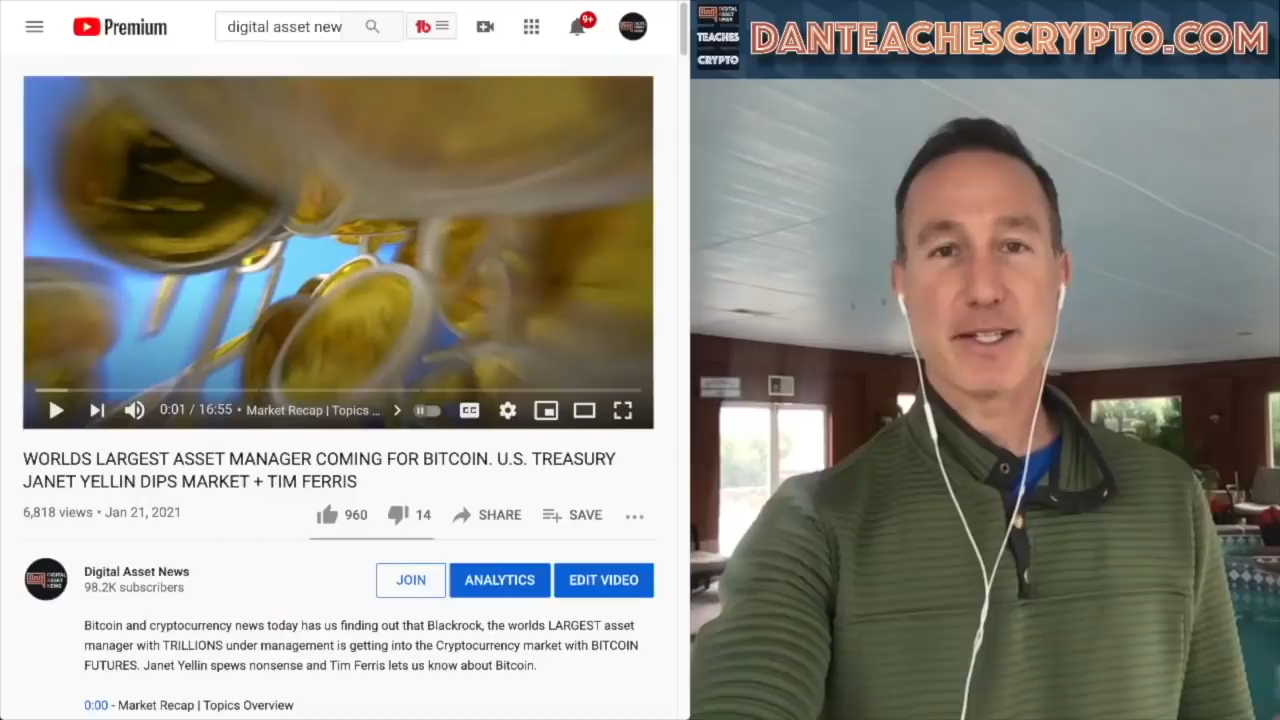 Premium
digital asset new
9+
DIGITAL
ASSET
NEWS
TEACHES
CRYPTO
DANTEACHESCRYPTO.COM
0:01 / 16:55 • Market Recap | Topics ...
CC
WORLDS LARGEST ASSET MANAGER COMING FOR BITCOIN. U.S. TREASURY
JANET YELLIN DIPS MARKET + TIM FERRIS
6,818 views • Jan 21, 2021
960
14
SHARE
SAVE
Digital Asset News
98.2K subscribers
JOIN
ANALYTICS
EDIT VIDEO
Bitcoin and cryptocurrency news today has us finding out that Blackrock, the worlds LARGEST asset
manager with TRILLIONS under management is getting into the Cryptocurrency market with BITCOIN
FUTURES. Janet Yellin spews nonsense and Tim Ferris lets us know about Bitcoin.
0:00 - Market Recap | Topics Overview